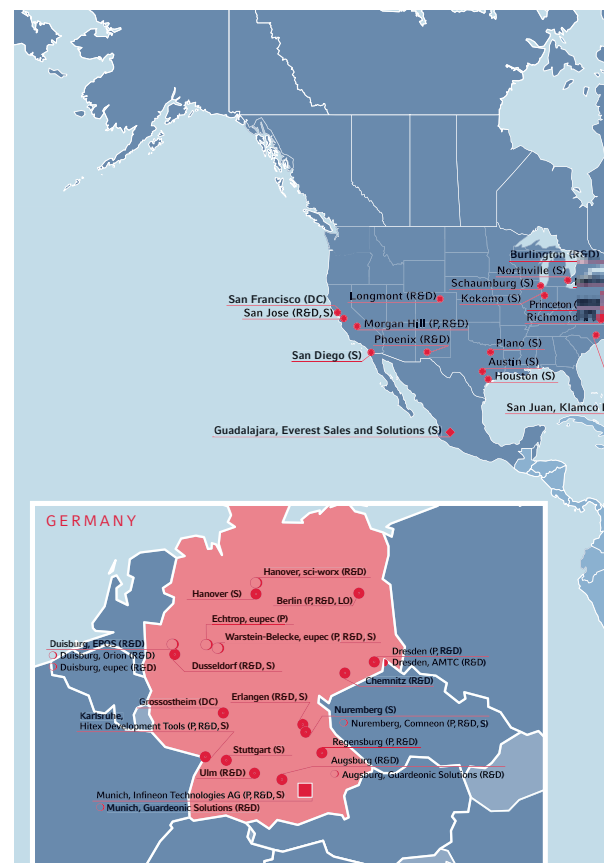 Burlington (R&D)
Northville (S)
Schaumburg (S)
Kokomo (S)
Princeton
Richmond
San Francisco (DC)
San Jose (R&D, S)
Longmont (R&D)
Morgan Hill (P, R&D)
Phoenix (R&D)
San Diego (S)
Plano (S)
Austin (S)
Houston (S)
San Juan, Klamco
Guadalajara, Everest Sales and Solutions (S)
GERMANY
Hanover, sci-worx (R&D)
Hanover (S)
Berlin (P, R&D, LO)
Echtrop, eupec (P)
Warstein-Belecke, eupec (P, R&D, S)
Duisburg, EPOS (R&D)
Duisburg, Orion (R&D)
Duisburg, eupec (R&D)
Dusseldorf (R&D, S)
Dresden (P, R&D)
Dresden, AMTC (R&D)
Chemnitz (R&D)
Grossostheim (DC)
Erlangen (R&D, S)
Karlsruhe,
Hitex Development Tools (P, R&D, S)
Nuremberg (S)
Nuremberg, Comneon (P, R&D, S)
Stuttgart (S)
Regensburg (P, R&D)
Ulm (R&D)
Augsburg (R&D)
Augsburg, Guardeonic Solutions (R&D)
Munich, Infineon Technologies AG (P, R&D, S)
Munich, Guardeonic Solutions (R&D)